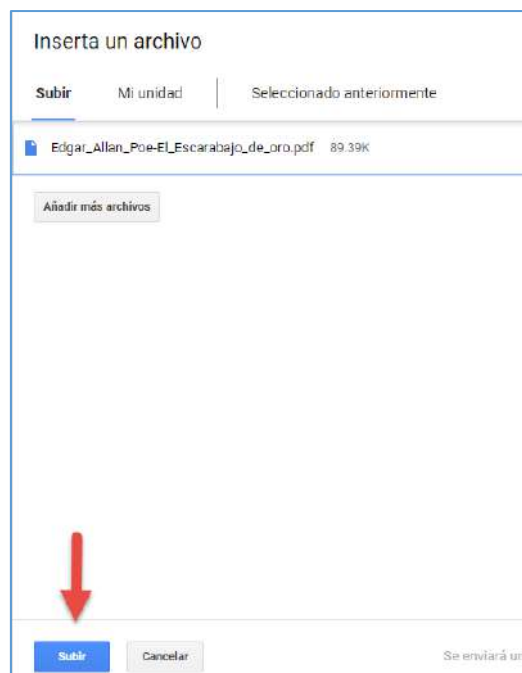 Inserta un archivo
Subir Mi unidad Seleccionado anteriormente
Edgar_Allan_Poe-El_Escarabajo_de_oro.pdf 89.39K
Añadir más archivos
Subir Cancelar Se enviará un